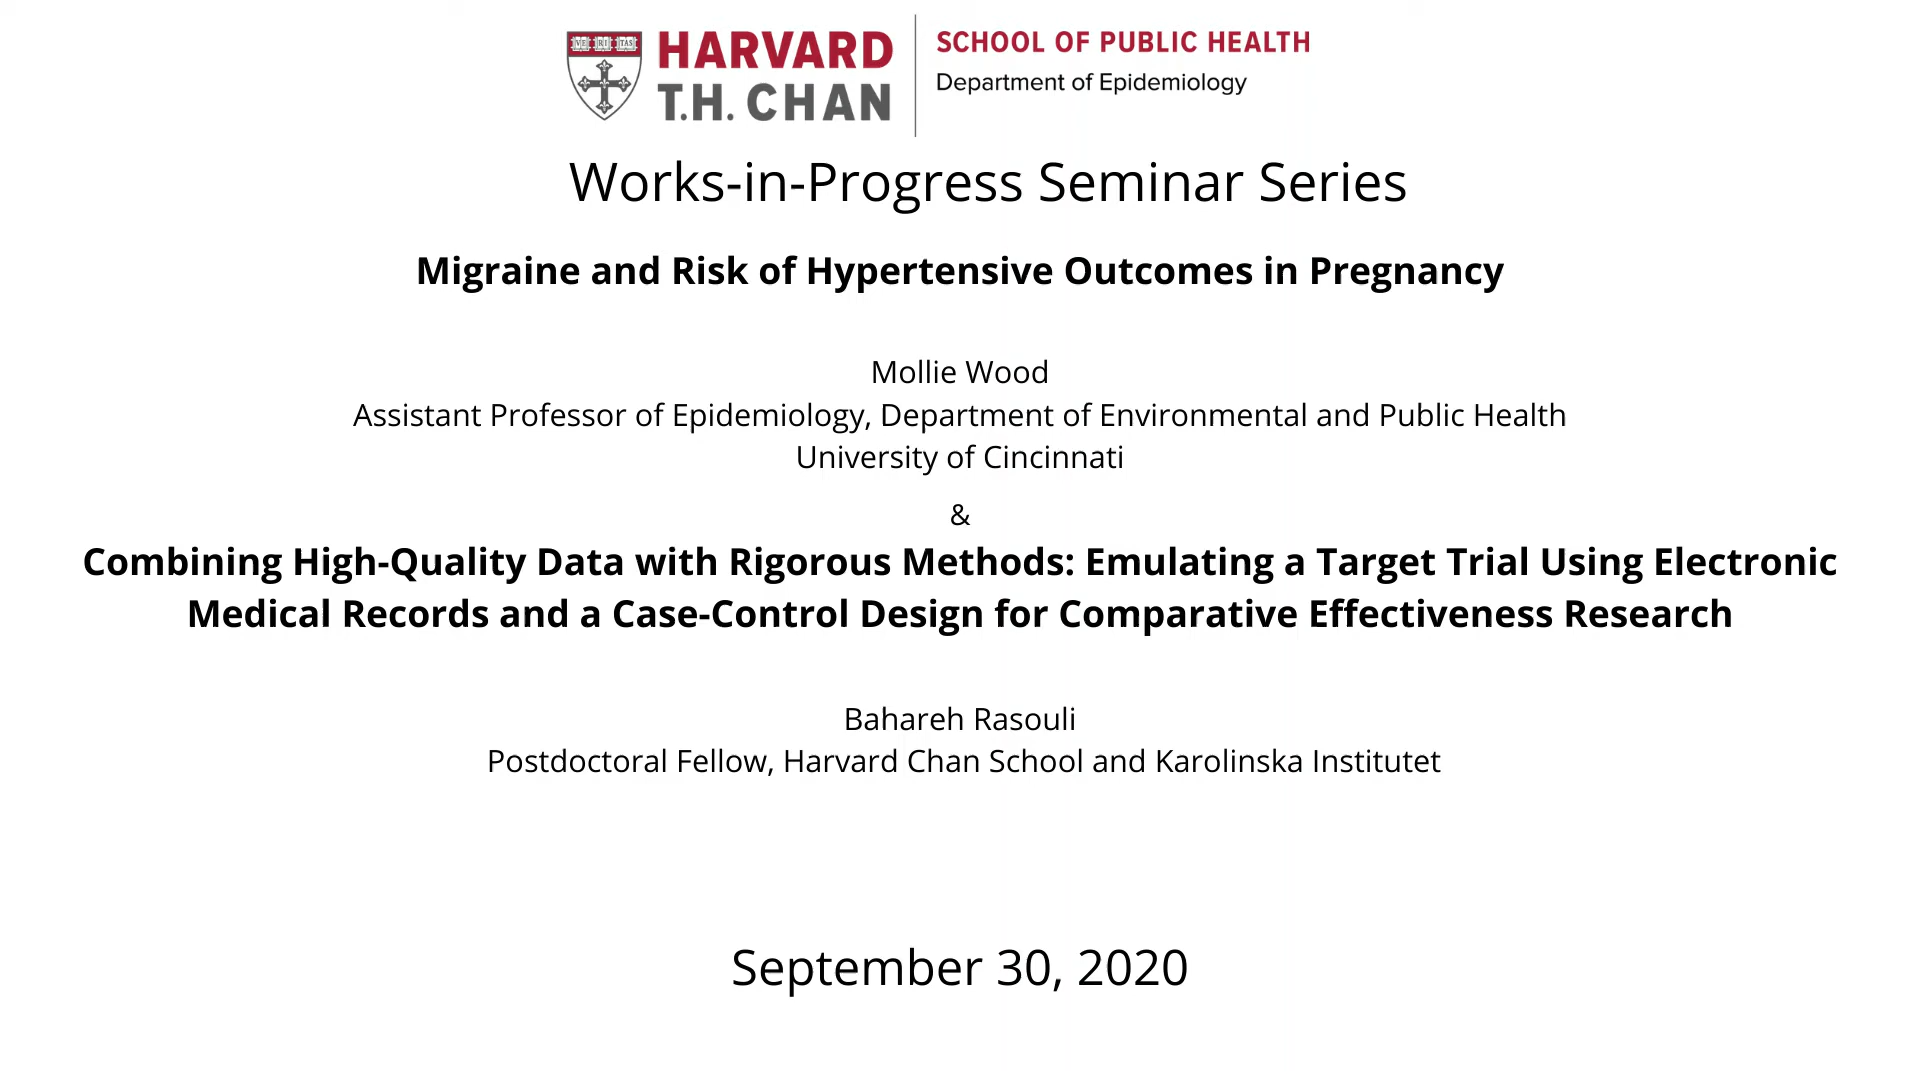 VE RI TAS
HARVARD
T.H. CHAN
SCHOOL OF PUBLIC HEALTH
Department of Epidemiology
Works-in-Progress Seminar Series
Migraine and Risk of Hypertensive Outcomes in Pregnancy
Mollie Wood
Assistant Professor of Epidemiology, Department of Environmental and Public Health
University of Cincinnati
&
Combining High-Quality Data with Rigorous Methods: Emulating a Target Trial Using Electronic
Medical Records and a Case-Control Design for Comparative Effectiveness Research
Bahareh Rasouli
Postdoctoral Fellow, Harvard Chan School and Karolinska Institutet
September 30, 2020